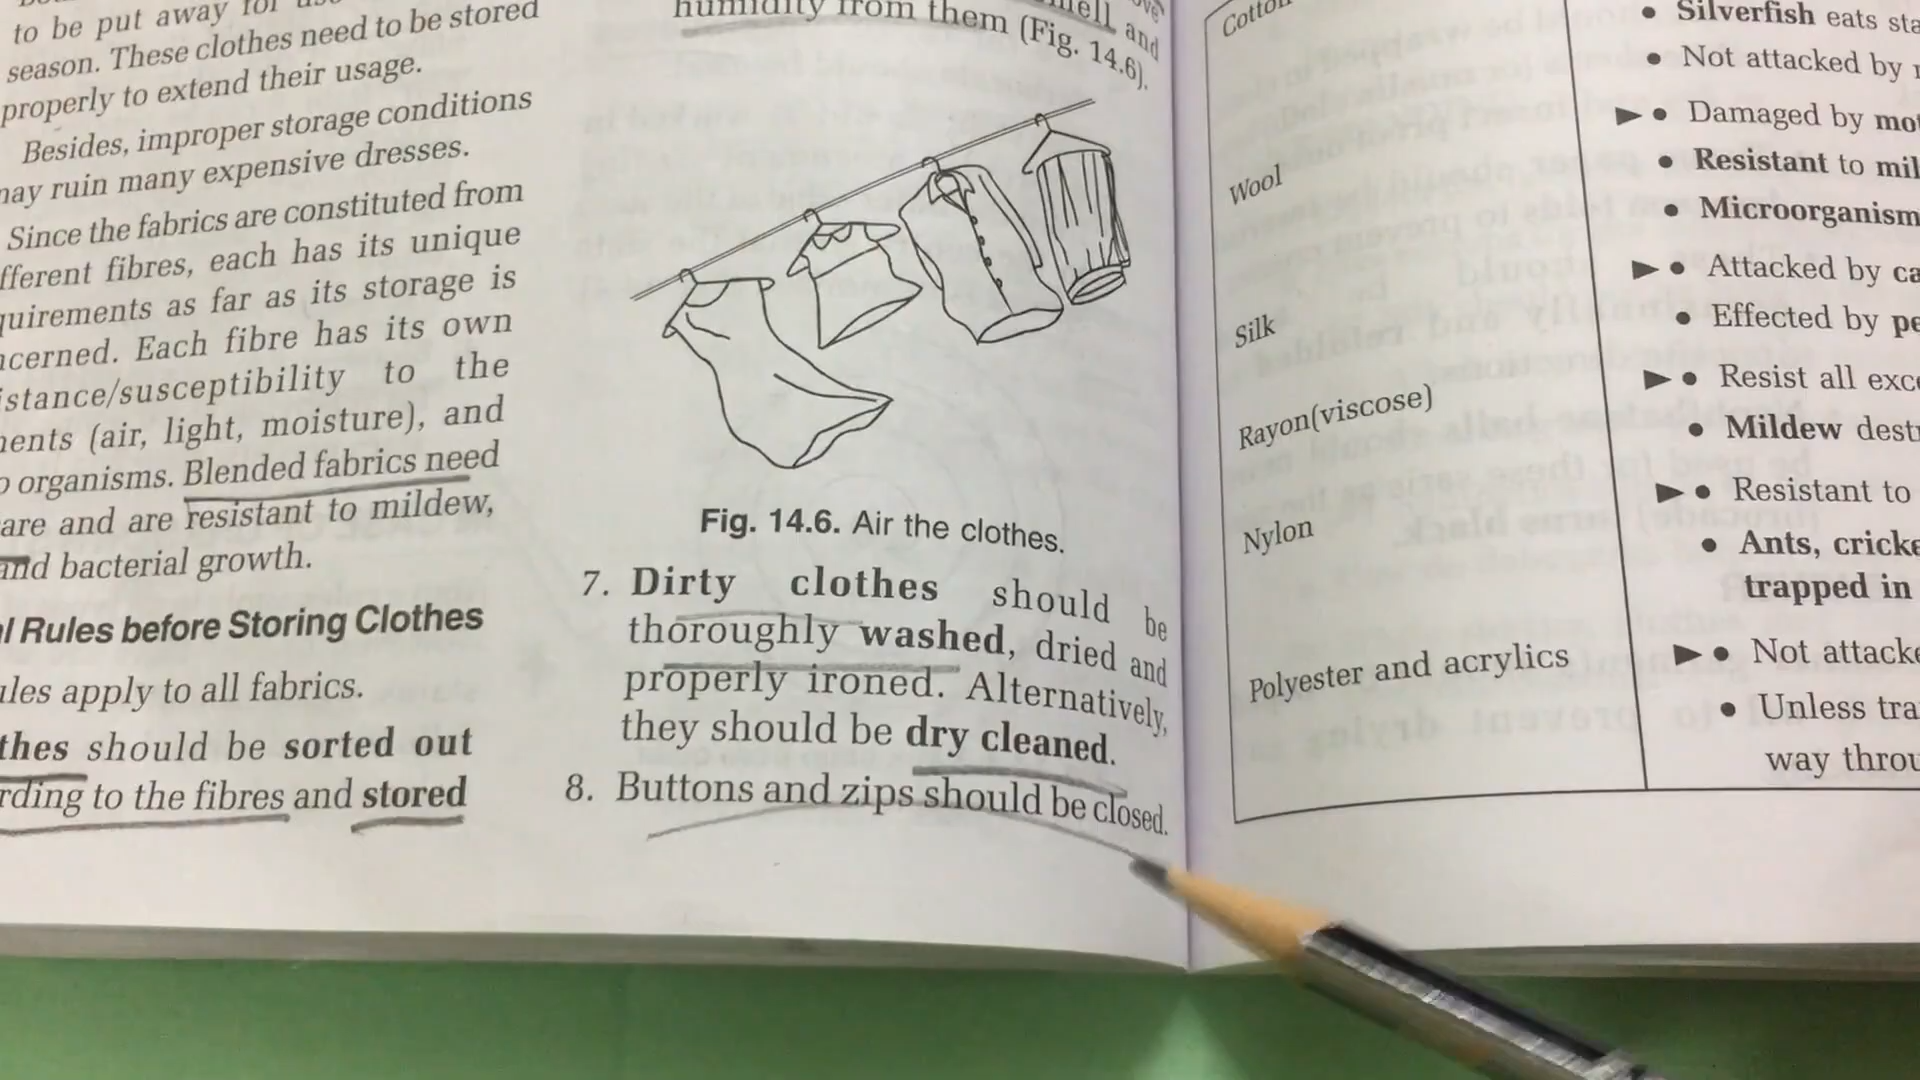 to be put away for
season. These clothes need to be stored
properly to extend their usage.
Besides, improper storage conditions
may ruin many expensive dresses.
Since the fabrics are constituted from
fferent fibres, each has its unique
quirements as far as its storage is
ncerned. Each fibre has its own
istance/susceptibility to the
nents (air, light, moisture), and
o organisms. Blended fabrics need
are and are resistant to mildew,
and bacterial growth.
l Rules before Storing Clothes
ules apply to all fabrics.
thes should be sorted out
rding to the fibres and stored
humidity from them (Fig. 14.6).
Fig. 14.6. Air the clothes.
7. Dirty clothes should be
thoroughly washed, dried and
properly ironed. Alternatively,
they should be dry cleaned.
8. Buttons and zips should be closed.
Cotton
Wool
Silk
Rayon(viscose)
Nylon
Polyester and acrylics
• Silverfish eats sta
• Not attacked by
► • Damaged by mot
• Resistant to mil
• Microorganism
► • Attacked by ca
• Effected by pe
► • Resist all exc
• Mildew destr
► • Resistant to
• Ants, cricke
trapped in
► • Not attacke
• Unless tra
way throu